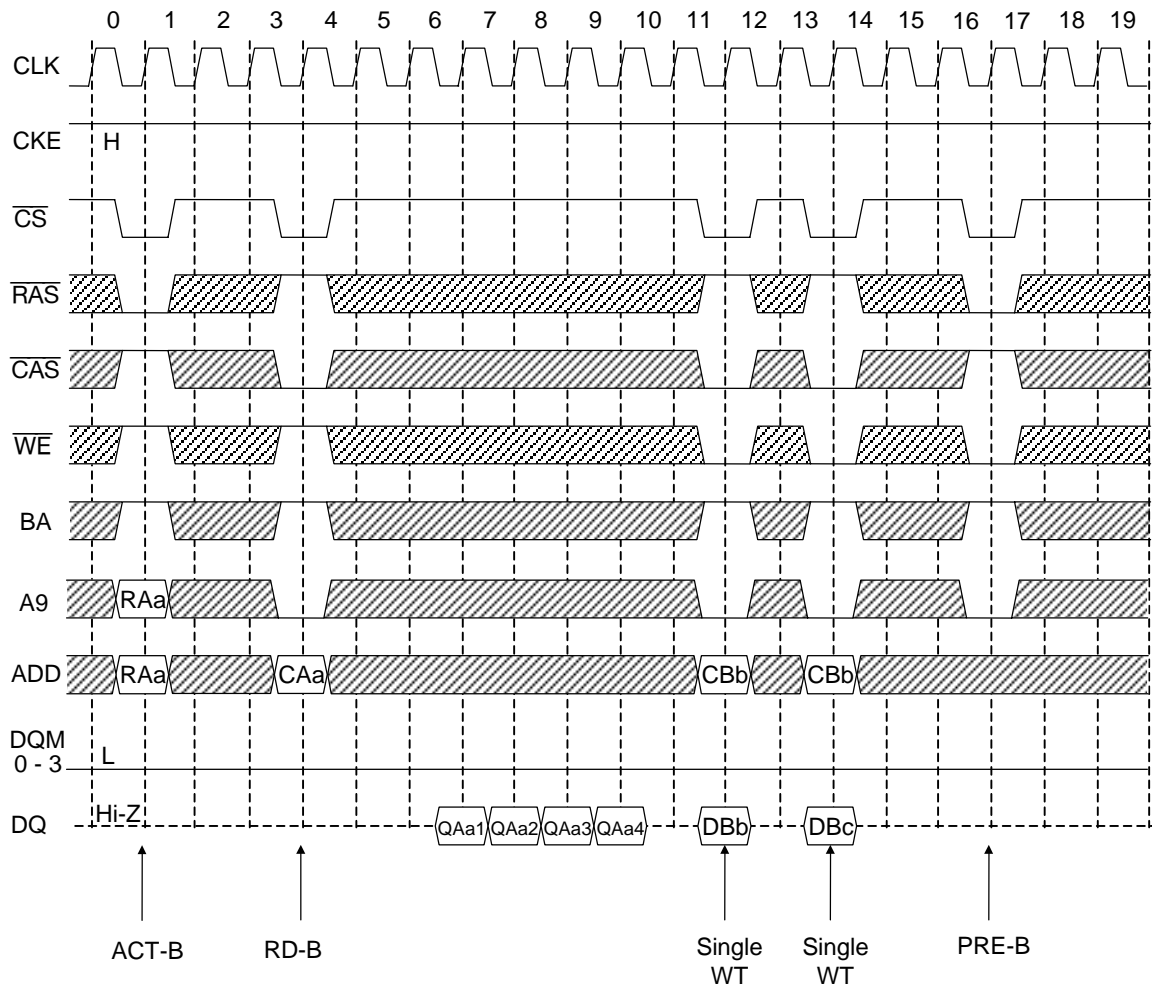 0 1 2 3 4 5 6 7 8 9 10 11 12 13 14 15 16 17 18 19
CLK
CKE H
CS
RAS
CAS
WE
BA
A9 RAa
ADD RAa CAa CBb CBb
DQM
0 - 3 L
DQ Hi-Z QAa1 QAa2 QAa3 QAa4 DBb DBc
ACT-B RD-B Single Single PRE-B
WT WT